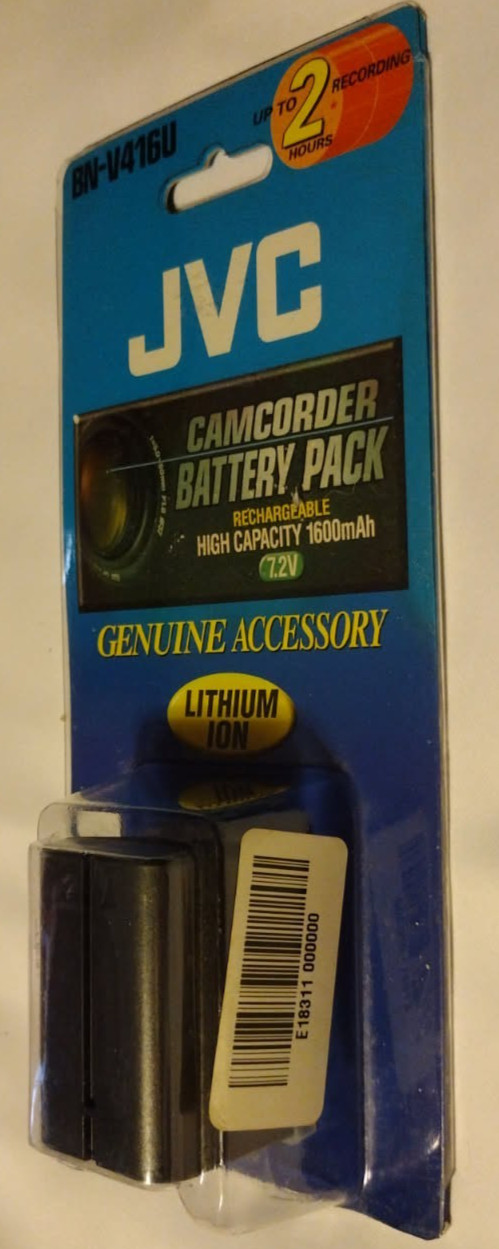 BN-V416U
UP TO 2 HOURS RECORDING
JVC
CAMCORDER
BATTERY PACK
RECHARGEABLE
HIGH CAPACITY 1600mAh
7.2V
GENUINE ACCESSORY
LITHIUM
ION
E18311 000000